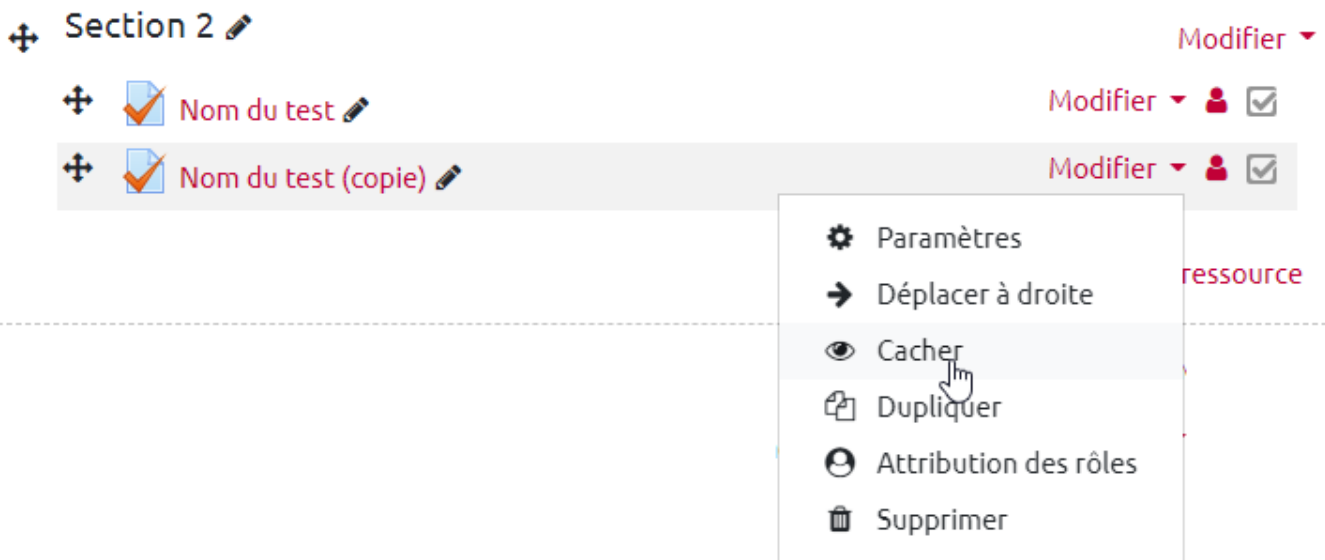 Section 2
Modifier
Nom du test
Modifier
Nom du test (copie)
Modifier
Paramètres
ressource
Déplacer à droite
Cacher
Dupliquer
Attribution des rôles
Supprimer